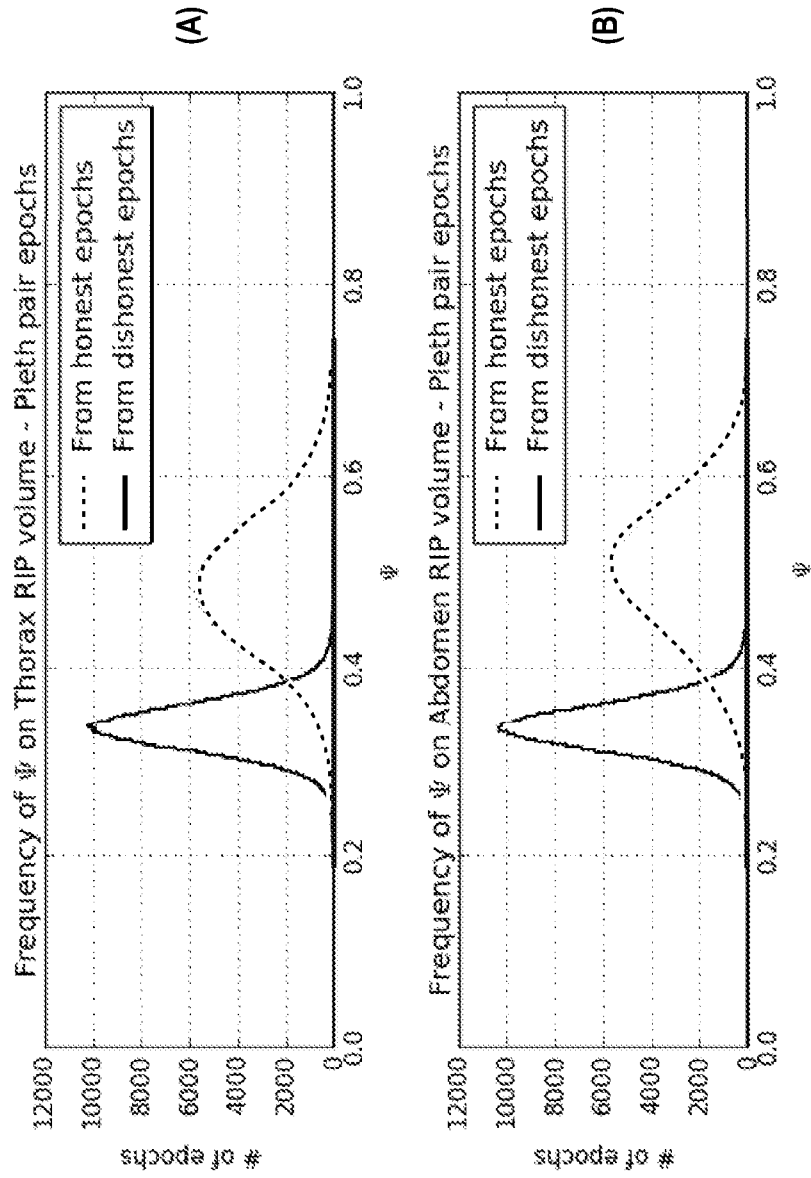 Frequency of Ψ on Thorax RIP volume - Pleth pair epochs
12000
10000
8000
6000
4000
2000
0
# of epochs
From honest epochs
From dishonest epochs
0.0
0.2
0.4
0.6
0.8
1.0
Ψ
(A)
Frequency of Ψ on Abdomen RIP volume - Pleth pair epochs
12000
10000
8000
6000
4000
2000
0
# of epochs
From honest epochs
From dishonest epochs
0.0
0.2
0.4
0.6
0.8
1.0
Ψ
(B)